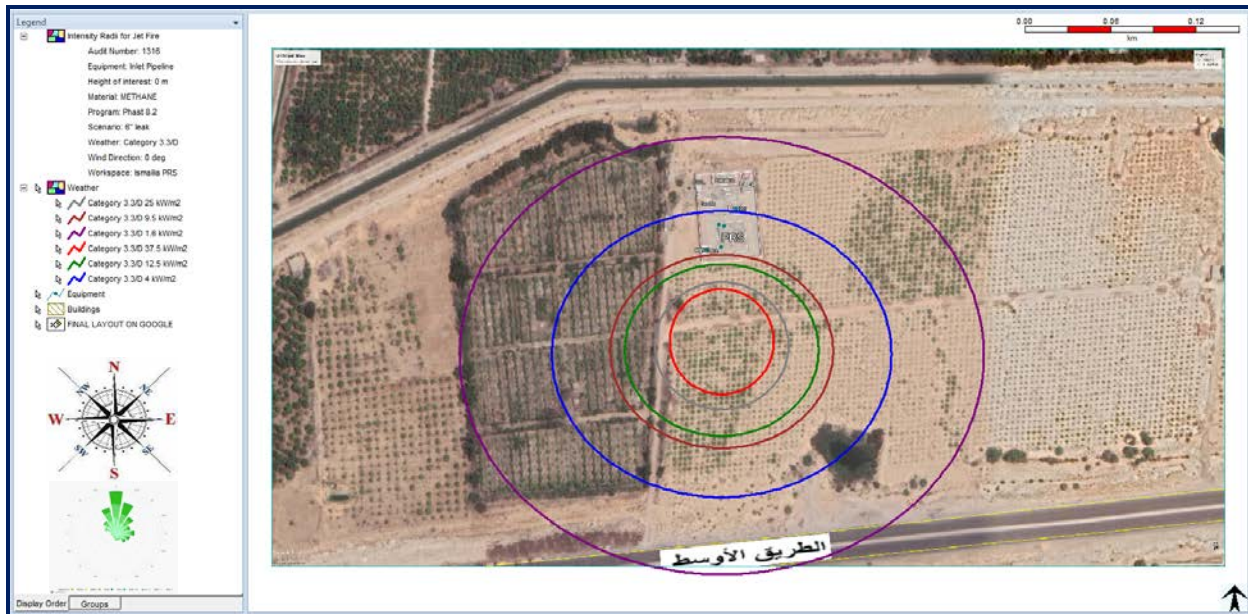 Legend
Intensity Radii for Jet Fire
Audit Number: 1316
Equipment: Inlet Pipeline
Height of interest: 0 m
Material: METHANE
Program: Phast 8.2
Scenario: 6" leak
Weather: Category 3.3/D
Wind Direction: 0 deg
Workspace: Ismailia PRS
Weather
Category 3.3/D 25 kW/m2
Category 3.3/D 9.5 kW/m2
Category 3.3/D 1.6 kW/m2
Category 3.3/D 37.5 kW/m2
Category 3.3/D 12.5 kW/m2
Category 3.3/D 4 kW/m2
Equipment
Buildings
FINAL LAYOUT ON GOOGLE
N
NW NE
W E
SW SE
S
Display Order Groups
0.00 0.06 0.12
km
PRS
الطريق الأوسط